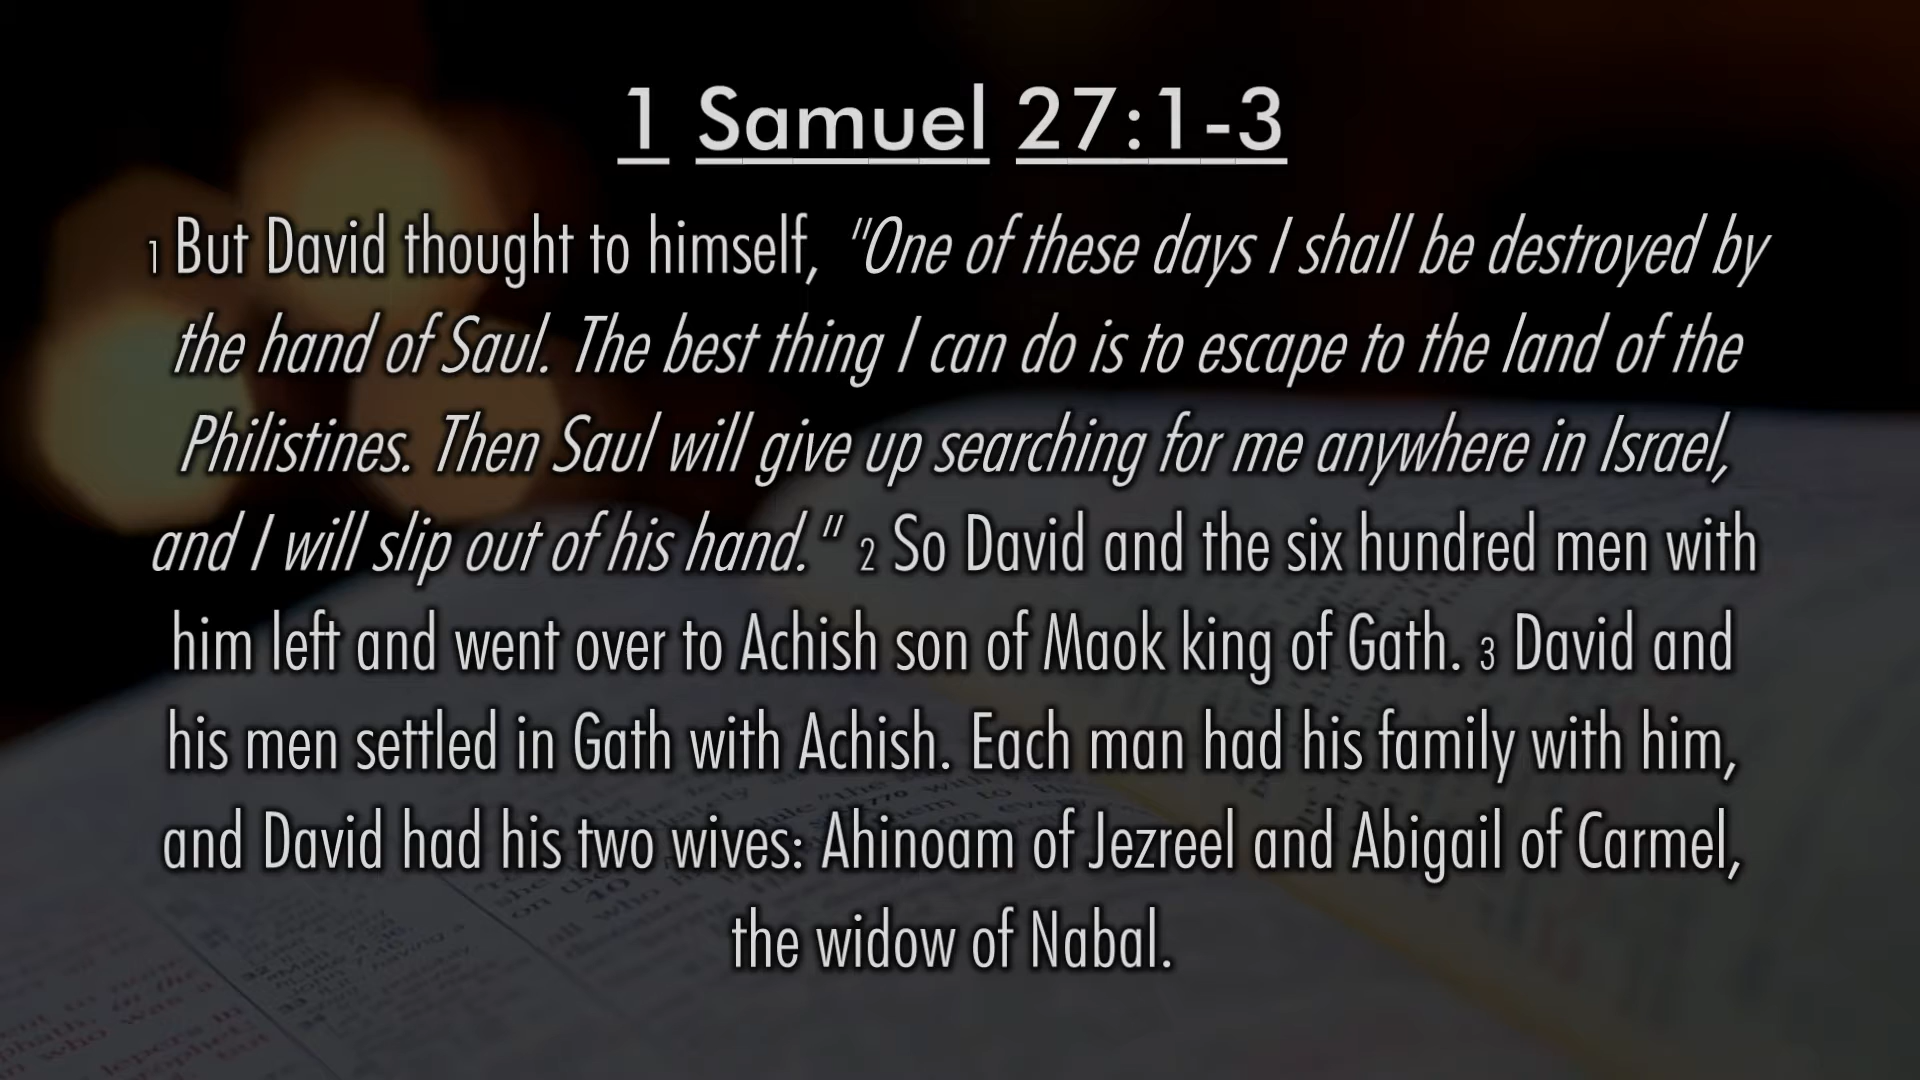 1 Samuel 27:1-3
1 But David thought to himself, "One of these days I shall be destroyed by
the hand of Saul. The best thing I can do is to escape to the land of the
Philistines. Then Saul will give up searching for me anywhere in Israel,
and I will slip out of his hand." 2 So David and the six hundred men with
him left and went over to Achish son of Maok king of Gath. 3 David and
his men settled in Gath with Achish. Each man had his family with him,
and David had his two wives: Ahinoam of Jezreel and Abigail of Carmel,
the widow of Nabal.